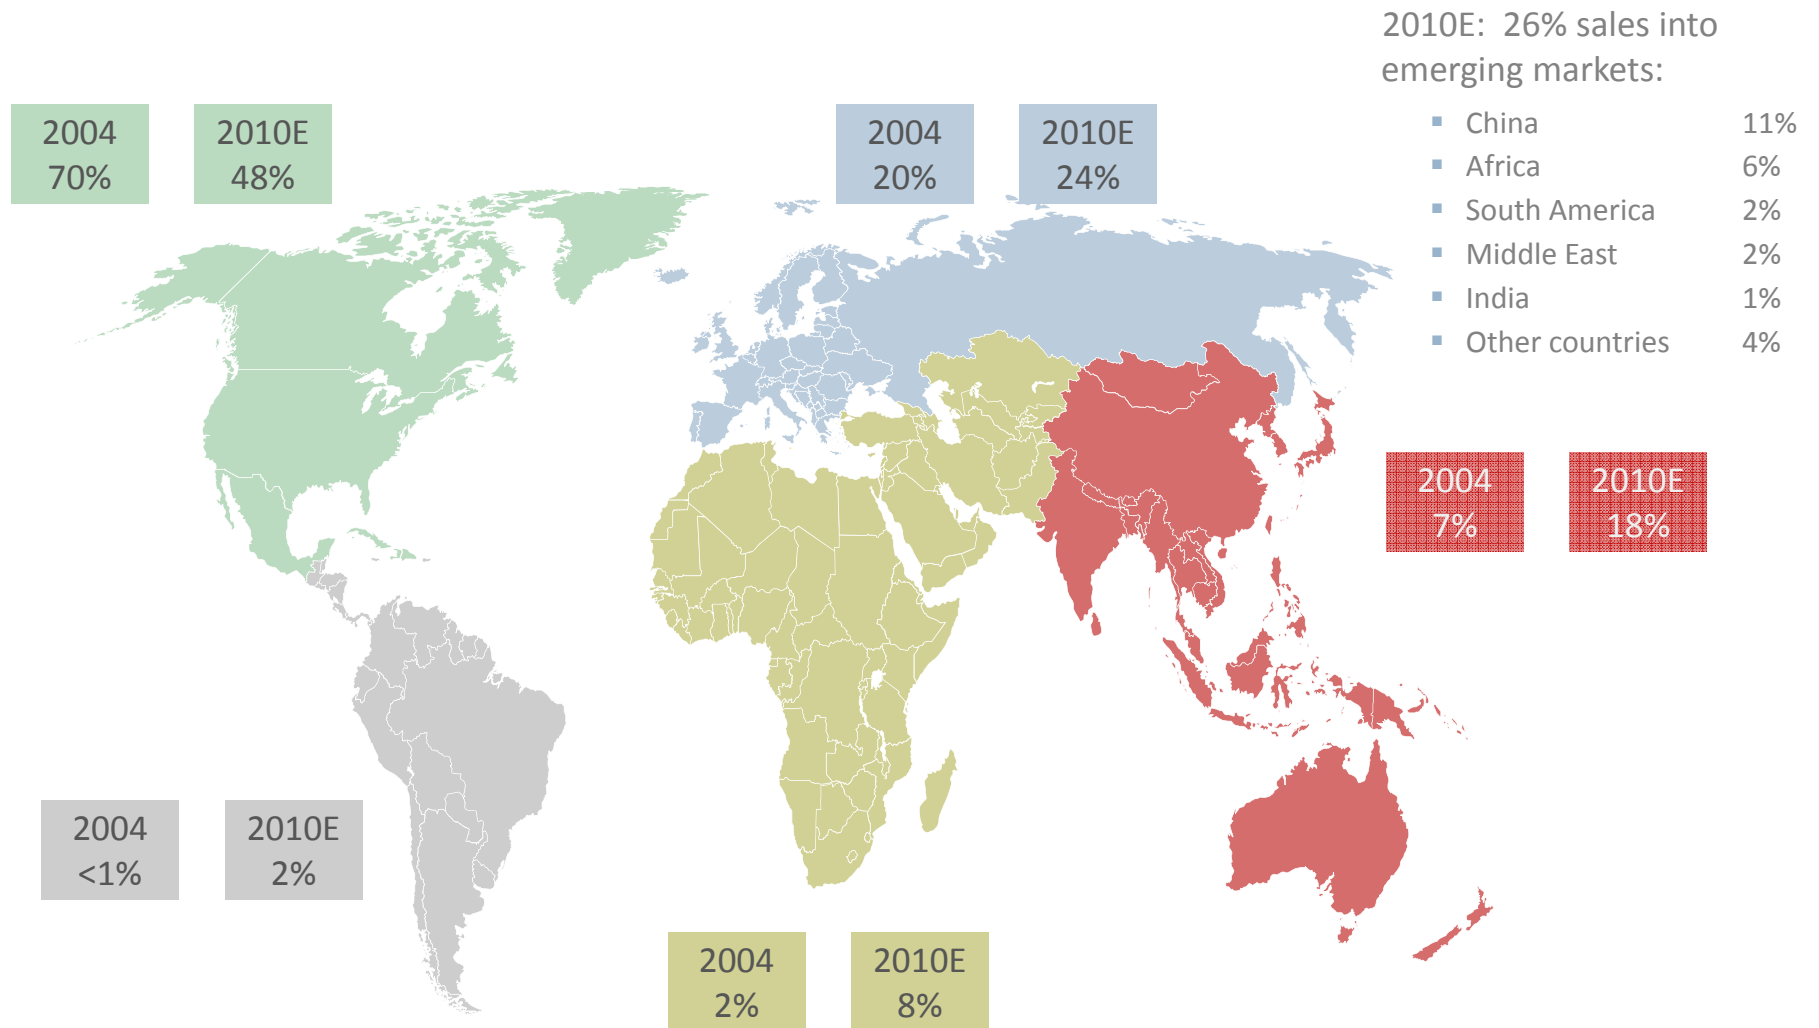 2010E: 26% sales into
emerging markets:
▪ China 11%
▪ Africa 6%
▪ South America 2%
▪ Middle East 2%
▪ India 1%
▪ Other countries 4%
2004
70%
2010E
48%
2004
20%
2010E
24%
2004
7%
2010E
18%
2004
<1%
2010E
2%
2004
2%
2010E
8%